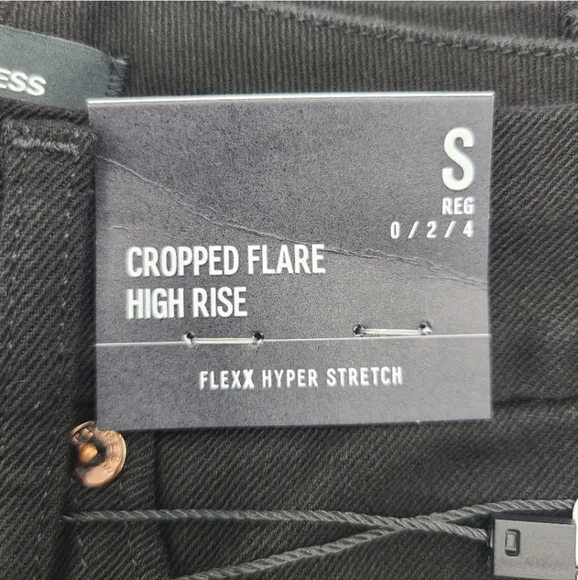 ESS
S
REG
0 / 2 / 4
CROPPED FLARE
HIGH RISE
FLEXX HYPER STRETCH